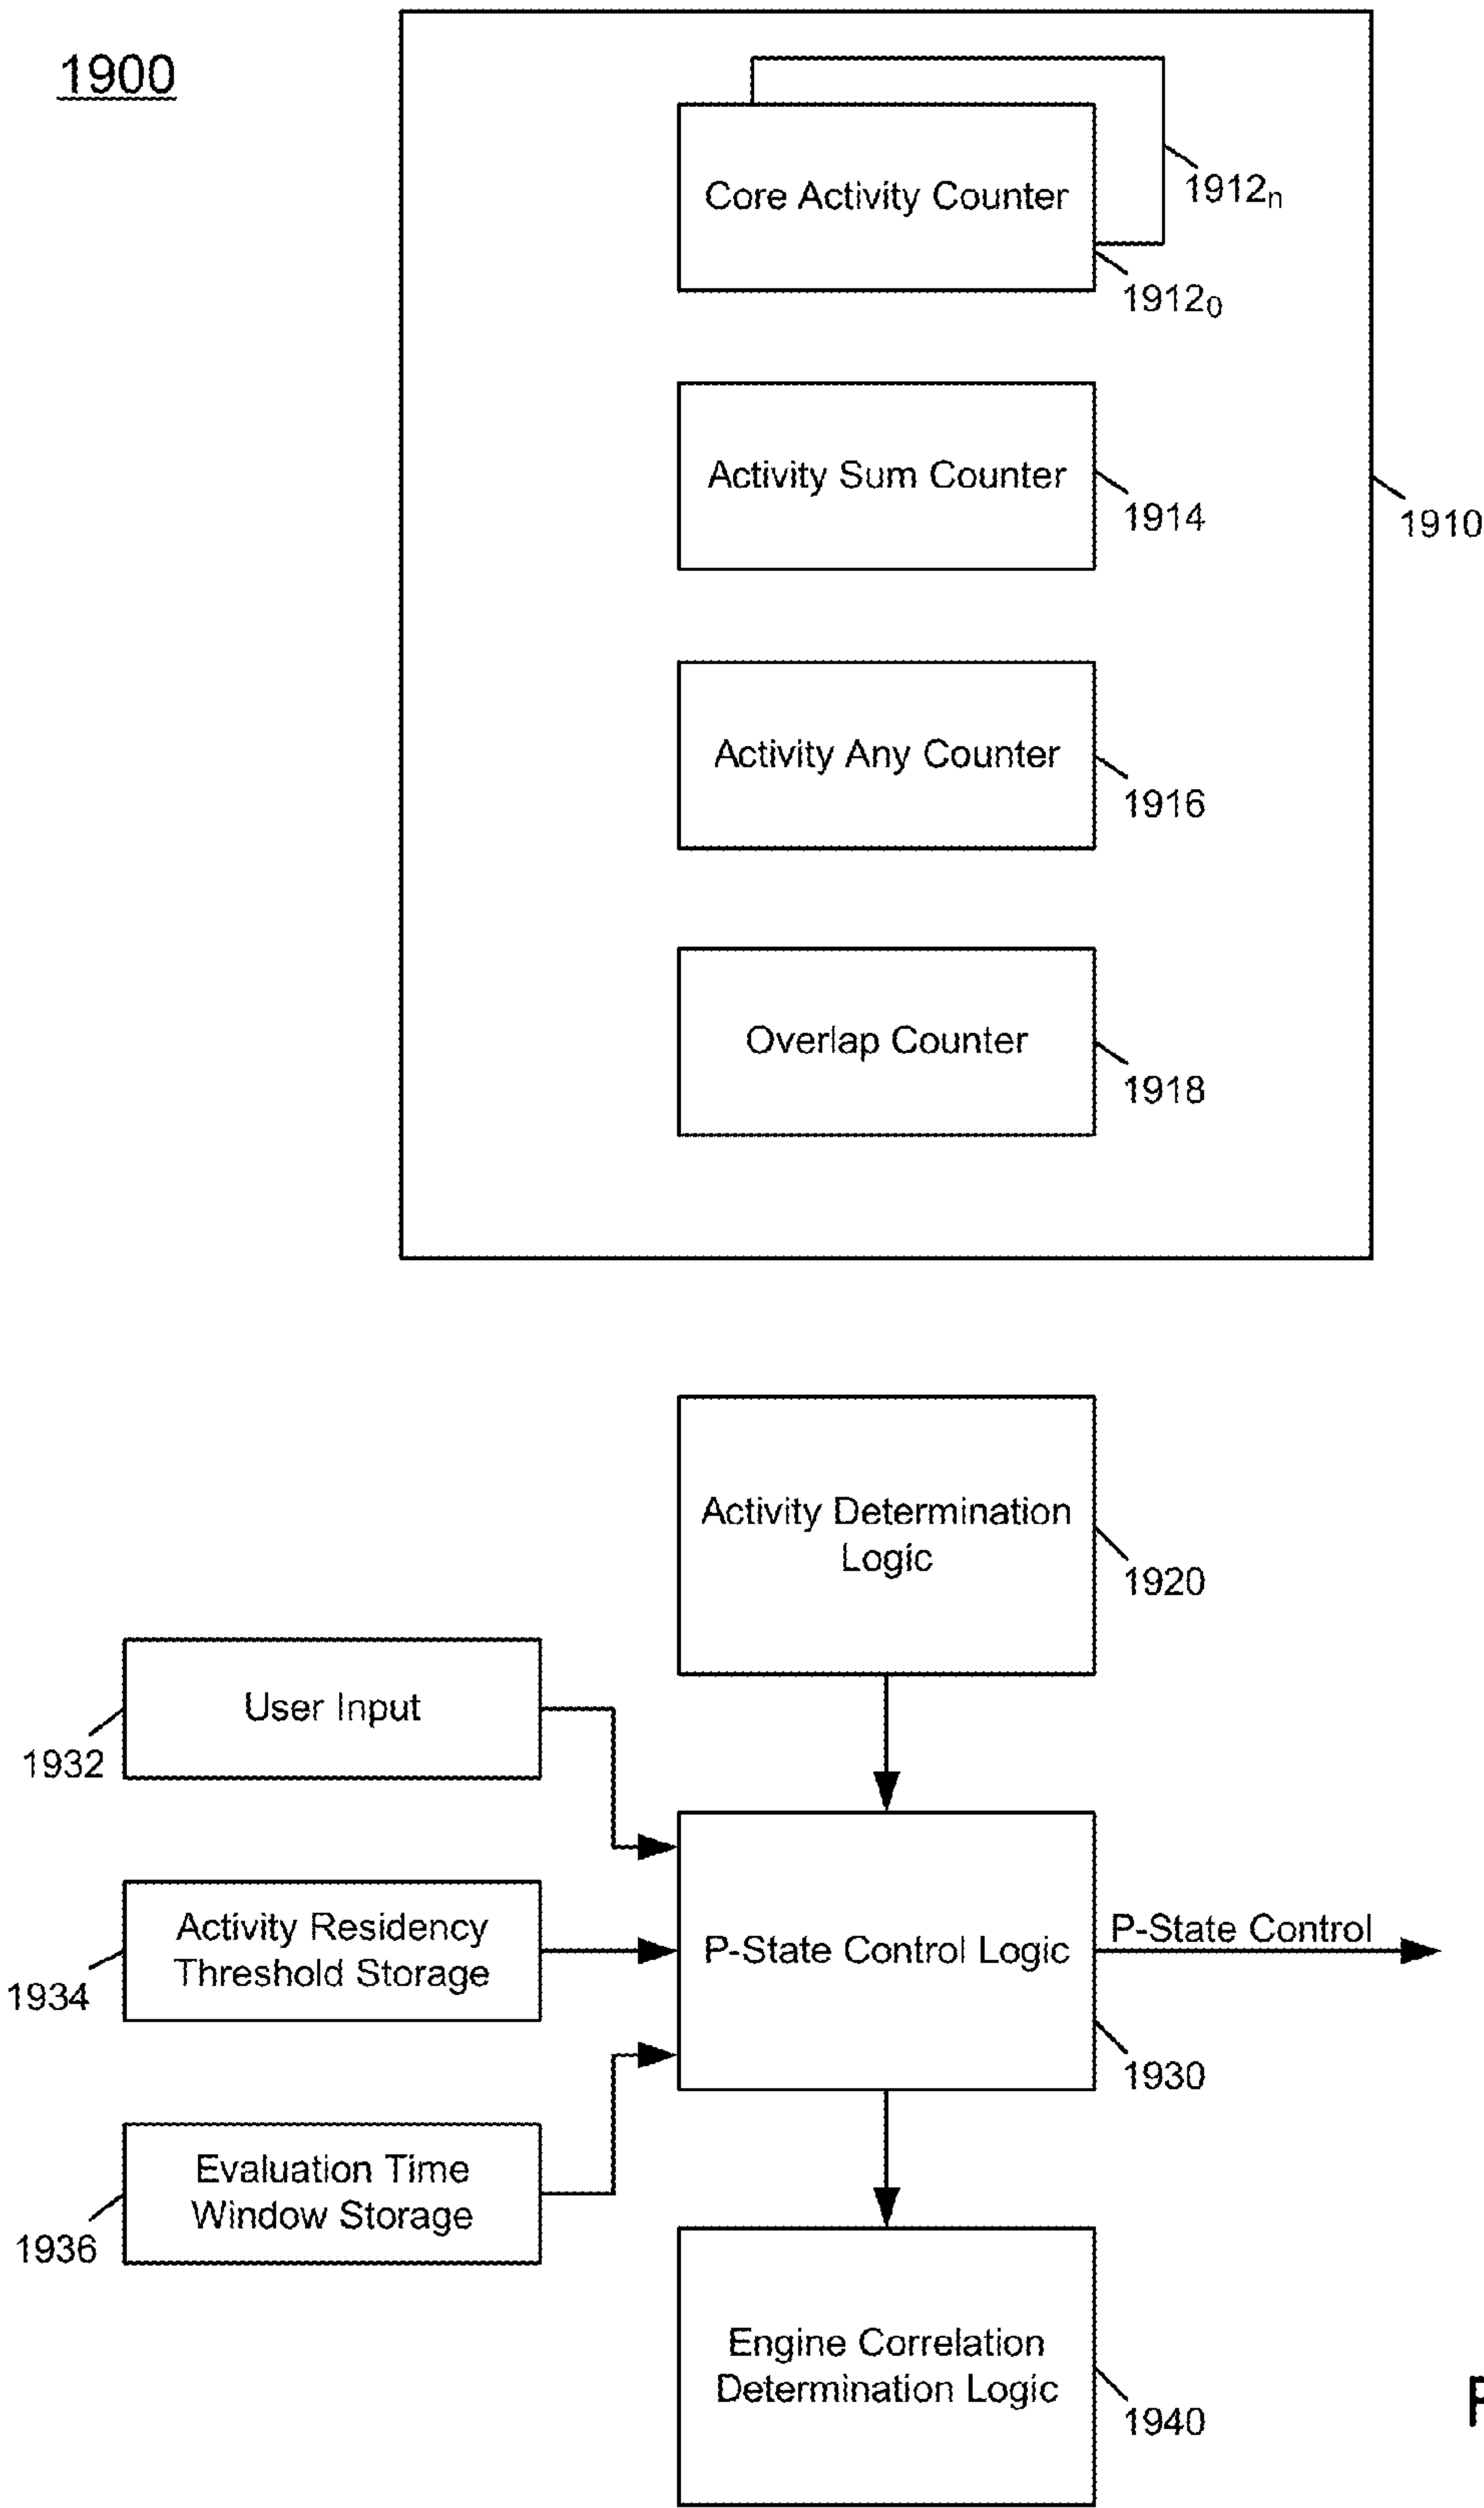 1900
Core Activity Counter
1912n
19120
Activity Sum Counter
1914
1910
Activity Any Counter
1916
Overlap Counter
1918
Activity Determination
Logic
1920
User Input
1932
Activity Residency
Threshold Storage
1934
P-State Control Logic
P-State Control
1930
Evaluation Time
Window Storage
1936
Engine Correlation
Determination Logic
1940